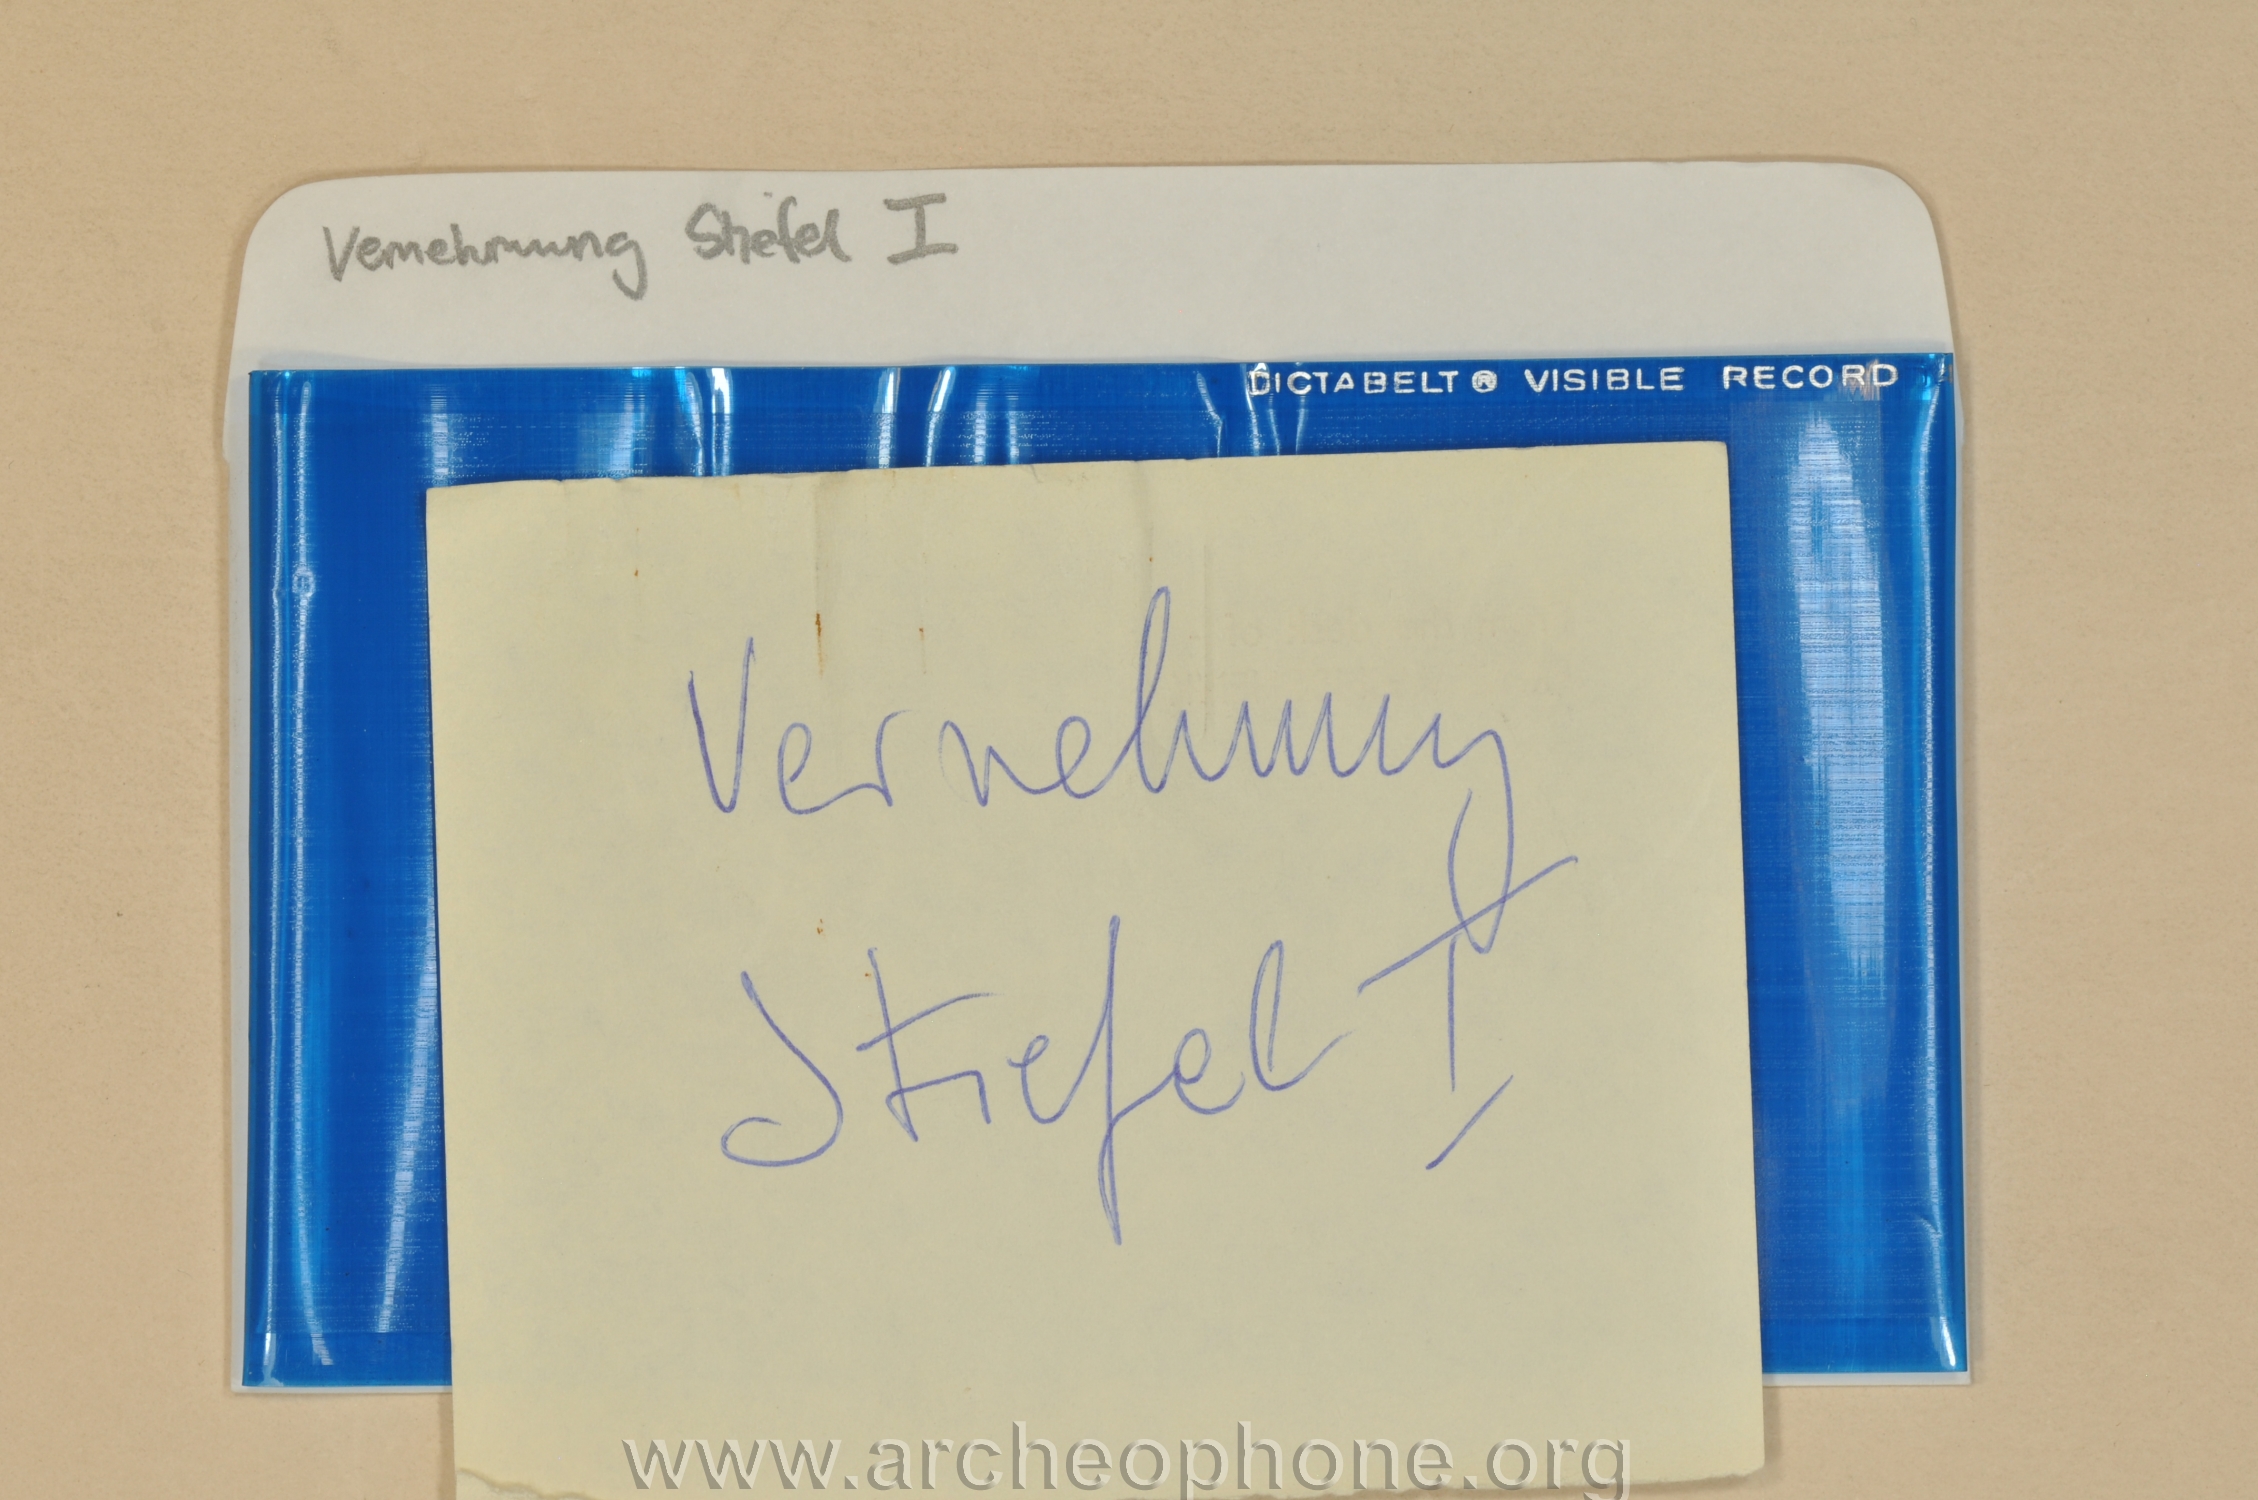 Vernehmung Stiefel I
DICTABELT® VISIBLE RECORD
Vernehmung
Stiefel I
www.archeophone.org